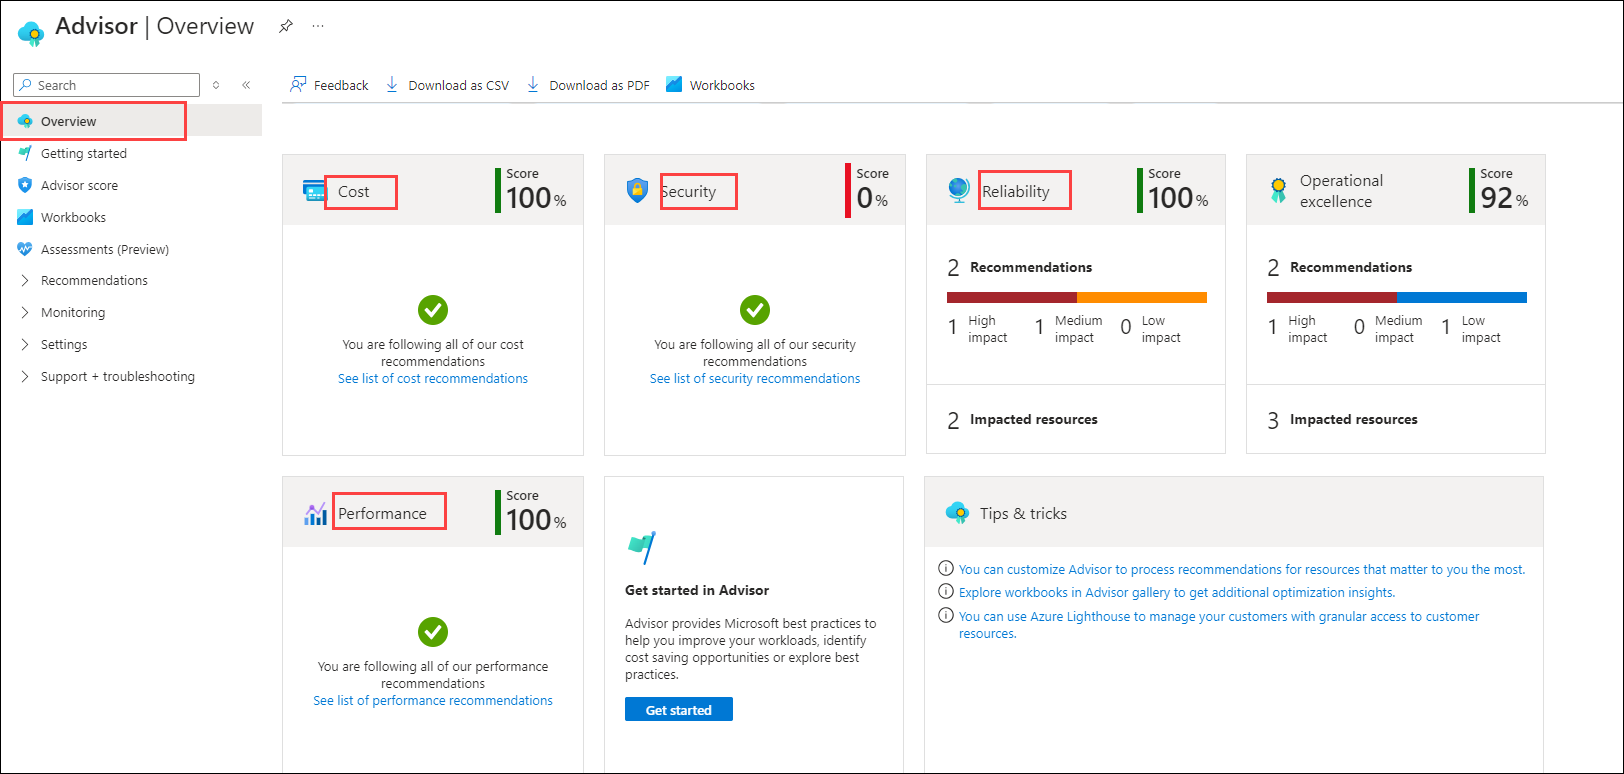 Advisor | Overview
...
Search
Overview
Getting started
Advisor score
Workbooks
Assessments (Preview)
Recommendations
Monitoring
Settings
Support + troubleshooting
Feedback
Download as CSV
Download as PDF
Workbooks
Cost
Score
100%
You are following all of our cost
recommendations
See list of cost recommendations
Security
Score
0%
You are following all of our security
recommendations
See list of security recommendations
Reliability
Score
100%
2 Recommendations
1 High
impact
1 Medium
impact
0 Low
impact
2 Impacted resources
Operational
excellence
Score
92%
2 Recommendations
1 High
impact
0 Medium
impact
1 Low
impact
3 Impacted resources
Performance
Score
100%
You are following all of our performance
recommendations
See list of performance recommendations
Get started in Advisor
Advisor provides Microsoft best practices to
help you improve your workloads, identify
cost saving opportunities or explore best
practices.
Get started
Tips & tricks
You can customize Advisor to process recommendations for resources that matter to you the most.
Explore workbooks in Advisor gallery to get additional optimization insights.
You can use Azure Lighthouse to manage your customers with granular access to customer
resources.